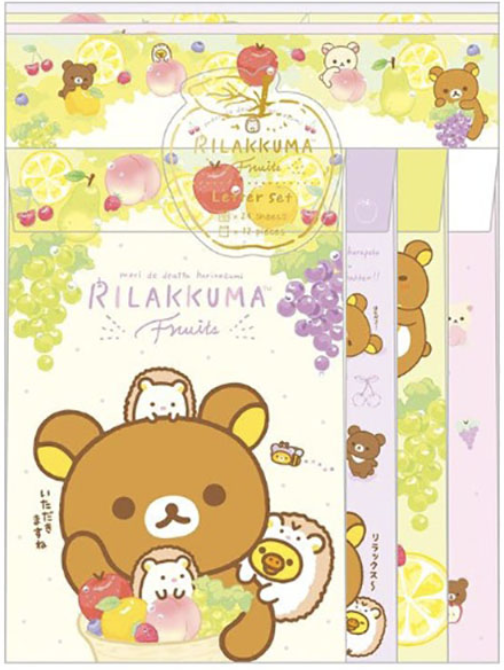 RILAKKUMA
Fruits
Letter Set
× 24 sheets
× 12 pieces
mori de deatta harinezumi
RILAKKUMA™
Fruits
いただき
ますね
リラックス～